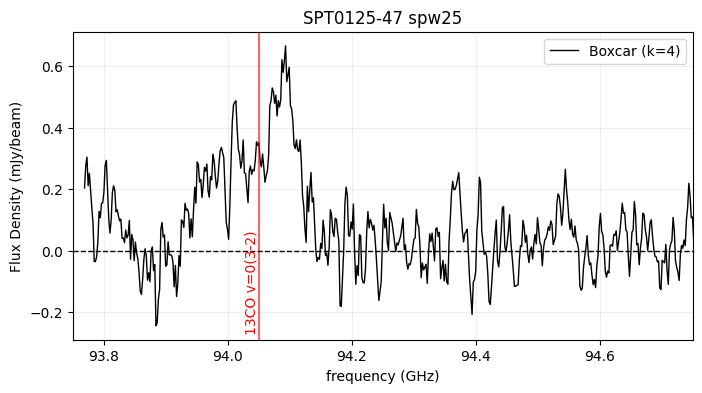 SPT0125-47 spw25
Boxcar (k=4)
Flux Density (mJy/beam)
0.6
0.4
0.2
0.0
−0.2
13CO v=0(3-2)
93.8
94.0
94.2
94.4
94.6
frequency (GHz)